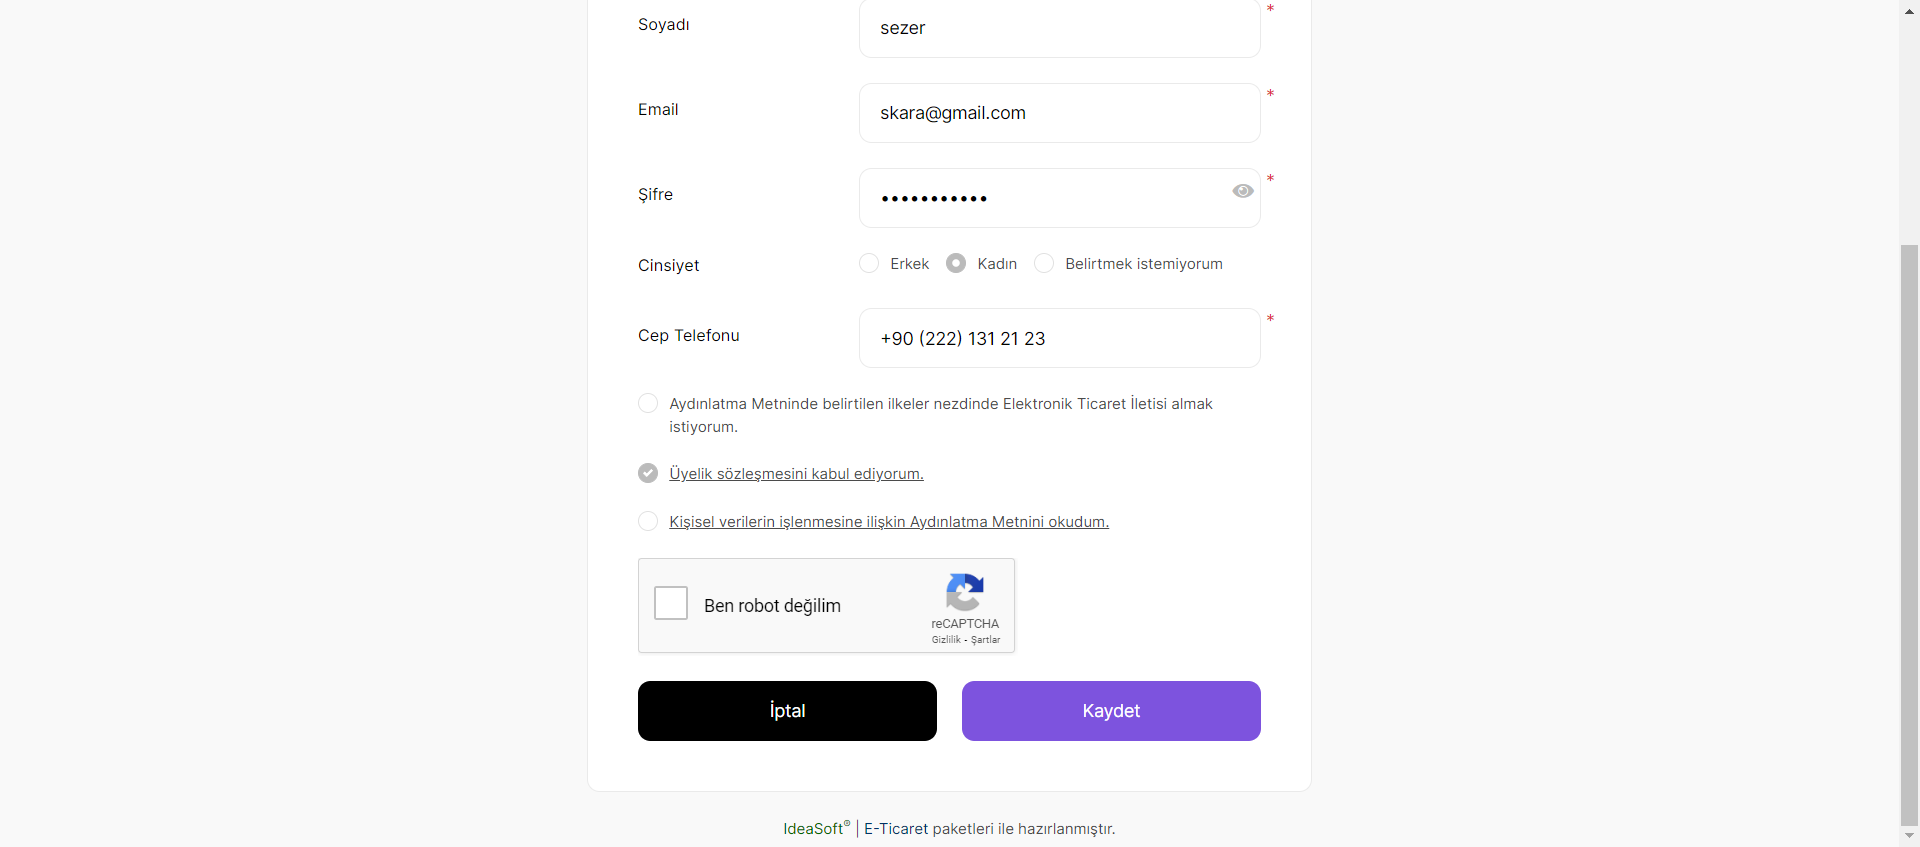 Soyadı
sezer
*
Email
skara@gmail.com
*
Şifre
•••••••••••
*
Cinsiyet
Erkek
Kadın
Belirtmek istemiyorum
Cep Telefonu
+90 (222) 131 21 23
*
Aydınlatma Metninde belirtilen ilkeler nezdinde Elektronik Ticaret İletisi almak
istiyorum.
Üyelik sözleşmesini kabul ediyorum.
Kişisel verilerin işlenmesine ilişkin Aydınlatma Metnini okudum.
Ben robot değilim
reCAPTCHA
Gizlilik - Şartlar
İptal
Kaydet
IdeaSoft® | E-Ticaret paketleri ile hazırlanmıştır.